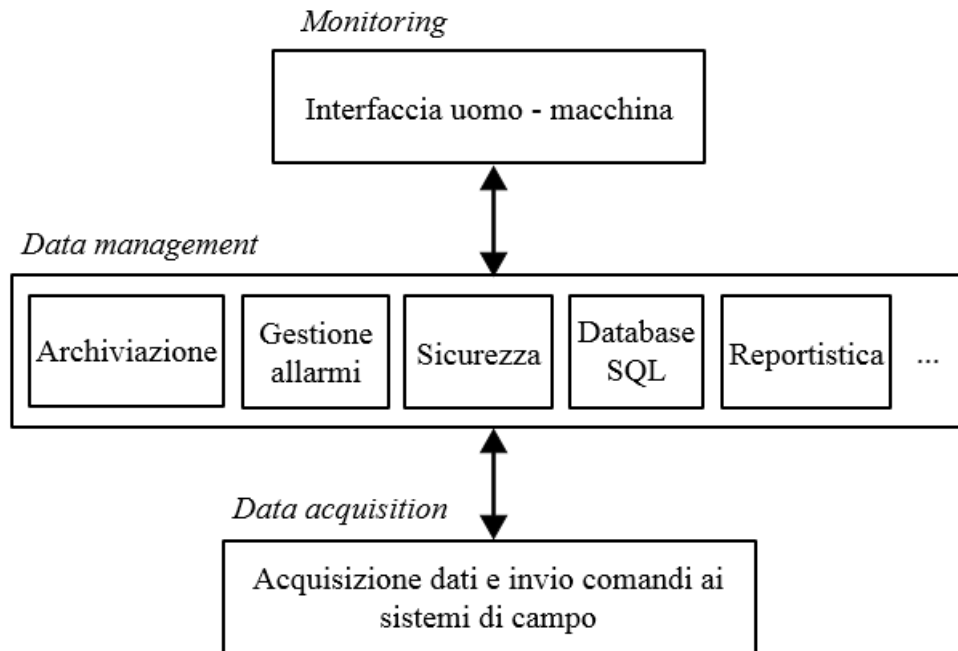 Monitoring
Interfaccia uomo - macchina
Data management
Archiviazione
Gestione
allarmi
Sicurezza
Database
SQL
Reportistica
...
Data acquisition
Acquisizione dati e invio comandi ai
sistemi di campo